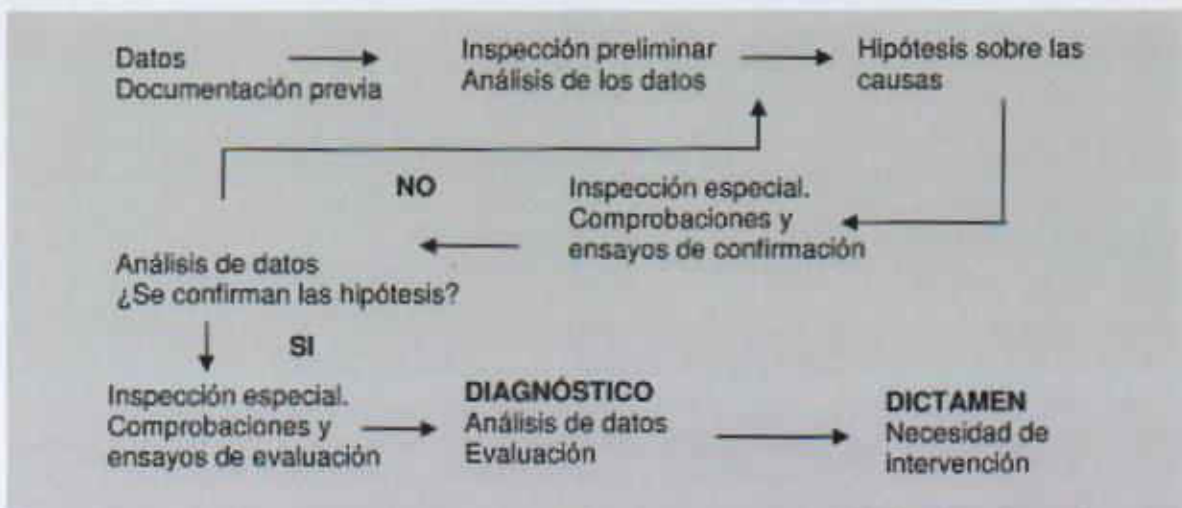 Datos
Documentación previa
Inspección preliminar
Análisis de los datos
Hipótesis sobre las
causas
NO
Inspección especial.
Comprobaciones y
ensayos de confirmación
Análisis de datos
¿Se confirman las hipótesis?
SI
Inspección especial.
Comprobaciones y
ensayos de evaluación
DIAGNÓSTICO
Análisis de datos
Evaluación
DICTAMEN
Necesidad de
intervención